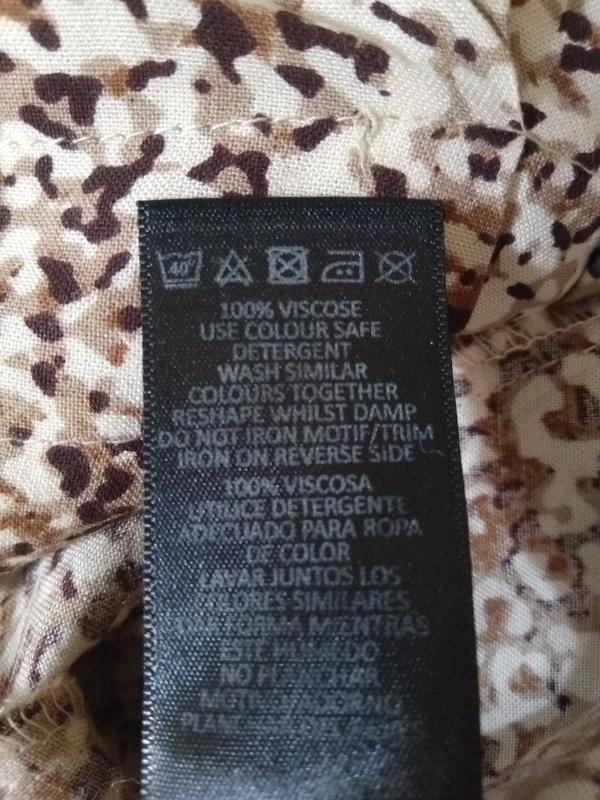 40°
100% VISCOSE
USE COLOUR SAFE
DETERGENT
WASH SIMILAR
COLOURS TOGETHER
RESHAPE WHILST DAMP
DO NOT IRON MOTIF/TRIM
IRON ON REVERSE SIDE
100% VISCOSA
UTILICE DETERGENTE
ADECUADO PARA ROPA
DE COLOR
LAVAR JUNTOS LOS
COLORES SIMILARES
FORMA MIENTRAS
ESTÉ HÚMEDO
NO PLANCHAR